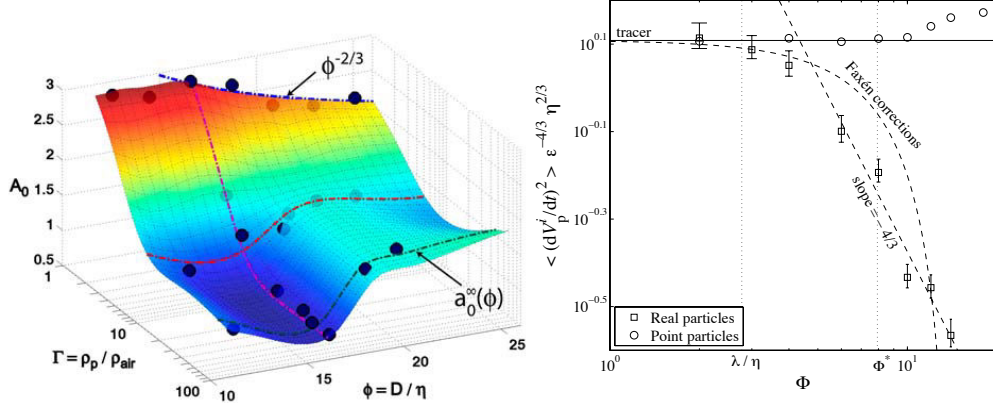 3
2.5
2
1.5
1
0.5
A₀
ϕ^-2/3
a₀^∞(ϕ)
1
10
100
Γ = ρp / ρair
10
15
20
25
ϕ = D / η
< (dV_p^i/dt)² > ε^-4/3 η^2/3
10^0.1
10^-0.1
10^-0.3
10^-0.5
tracer
Faxén corrections
slope = -4/3
Real particles
Point particles
10^0
λ / η
Φ*
10^1
Φ